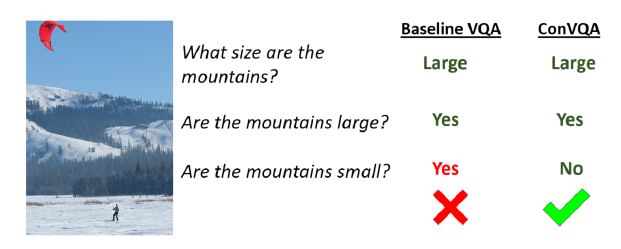 Baseline VQA ConVQA
What size are the
mountains?
Large Large
Are the mountains large? Yes Yes
Are the mountains small? Yes No